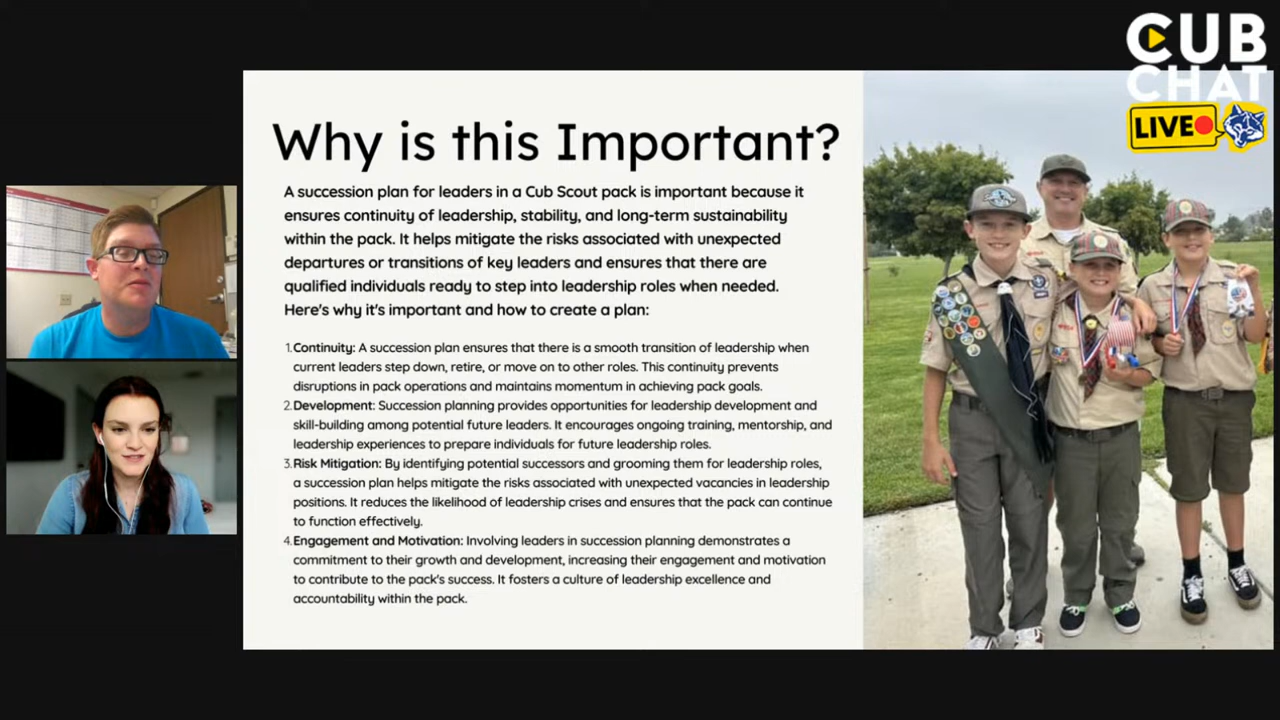 CUB
CHAT
LIVE
Why is this Important?
A succession plan for leaders in a Cub Scout pack is important because it
ensures continuity of leadership, stability, and long-term sustainability
within the pack. It helps mitigate the risks associated with unexpected
departures or transitions of key leaders and ensures that there are
qualified individuals ready to step into leadership roles when needed.
Here's why it's important and how to create a plan:
1. Continuity: A succession plan ensures that there is a smooth transition of leadership when
current leaders step down, retire, or move on to other roles. This continuity prevents
disruptions in pack operations and maintains momentum in achieving pack goals.
2. Development: Succession planning provides opportunities for leadership development and
skill-building among potential future leaders. It encourages ongoing training, mentorship, and
leadership experiences to prepare individuals for future leadership roles.
3. Risk Mitigation: By identifying potential successors and grooming them for leadership roles,
a succession plan helps mitigate the risks associated with unexpected vacancies in leadership
positions. It reduces the likelihood of leadership crises and ensures that the pack can continue
to function effectively.
4. Engagement and Motivation: Involving leaders in succession planning demonstrates a
commitment to their growth and development, increasing their engagement and motivation
to contribute to the pack's success. It fosters a culture of leadership excellence and
accountability within the pack.